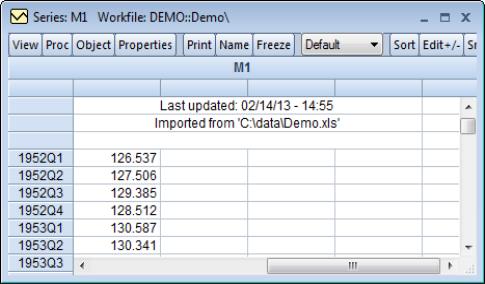 Series: M1 Workfile: DEMO::Demo\
View Proc Object Properties Print Name Freeze Default Sort Edit+/-
M1
Last updated: 02/14/13 - 14:55
Imported from 'C:\data\Demo.xls'
1952Q1 126.537
1952Q2 127.506
1952Q3 129.385
1952Q4 128.512
1953Q1 130.587
1953Q2 130.341
1953Q3